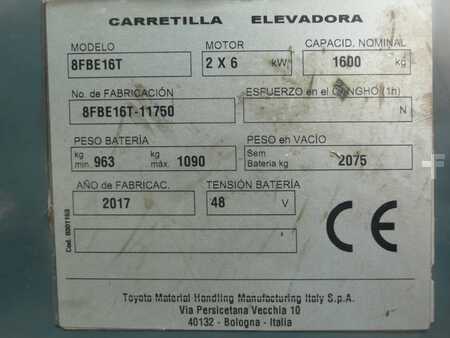 CARRETILLA ELEVADORA
MODELO MOTOR CAPACID. NOMINAL
8FBE16T 2 X 6 kW 1600 kg
No. de FABRICACIÓN ESFUERZO en el GANCHO (1h)
8FBE16T-11750 N
PESO BATERÍA PESO en VACÍO
kg min. 963 kg máx. 1090 Sem Bateria kg 2075
AÑO de FABRICAC. TENSIÓN BATERÍA
2017 48 V
CE
Toyota Material Handling Manufacturing Italy S.p.A.
Via Persicetana Vecchia 10
40132 - Bologna - Italia